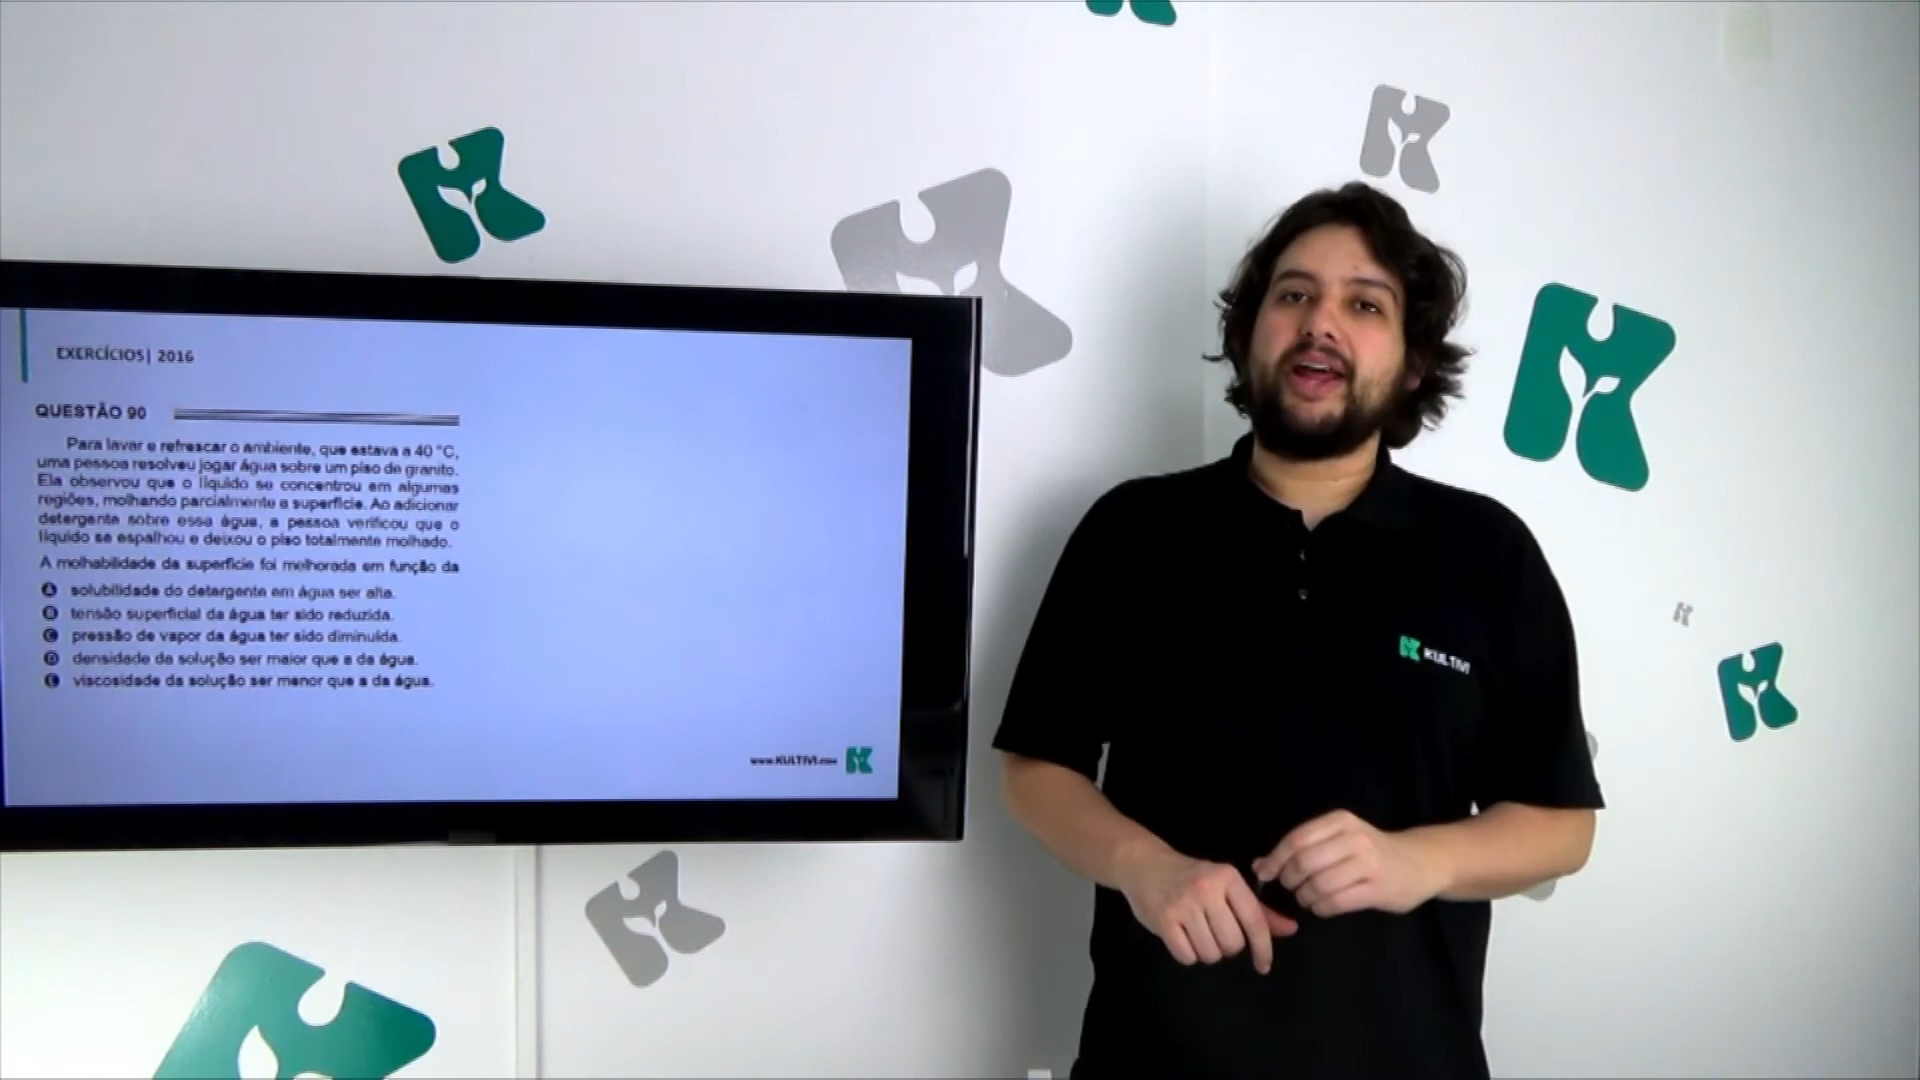 EXERCÍCIOS| 2016
QUESTÃO 90
Para lavar e refrescar o ambiente, que estava a 40 °C,
uma pessoa resolveu jogar água sobre um piso de granito.
Ela observou que o líquido se concentrou em algumas
regiões, molhando parcialmente a superfície. Ao adicionar
detergente sobre essa água, a pessoa verificou que o
líquido se espalhou e deixou o piso totalmente molhado.
A molhabilidade da superfície foi melhorada em função da
A solubilidade do detergente em água ser alta.
B tensão superficial da água ter sido reduzida.
C pressão de vapor da água ter sido diminuída.
D densidade da solução ser maior que a da água.
E viscosidade da solução ser menor que a da água.
www.KULTIVI.com
KULTIVI